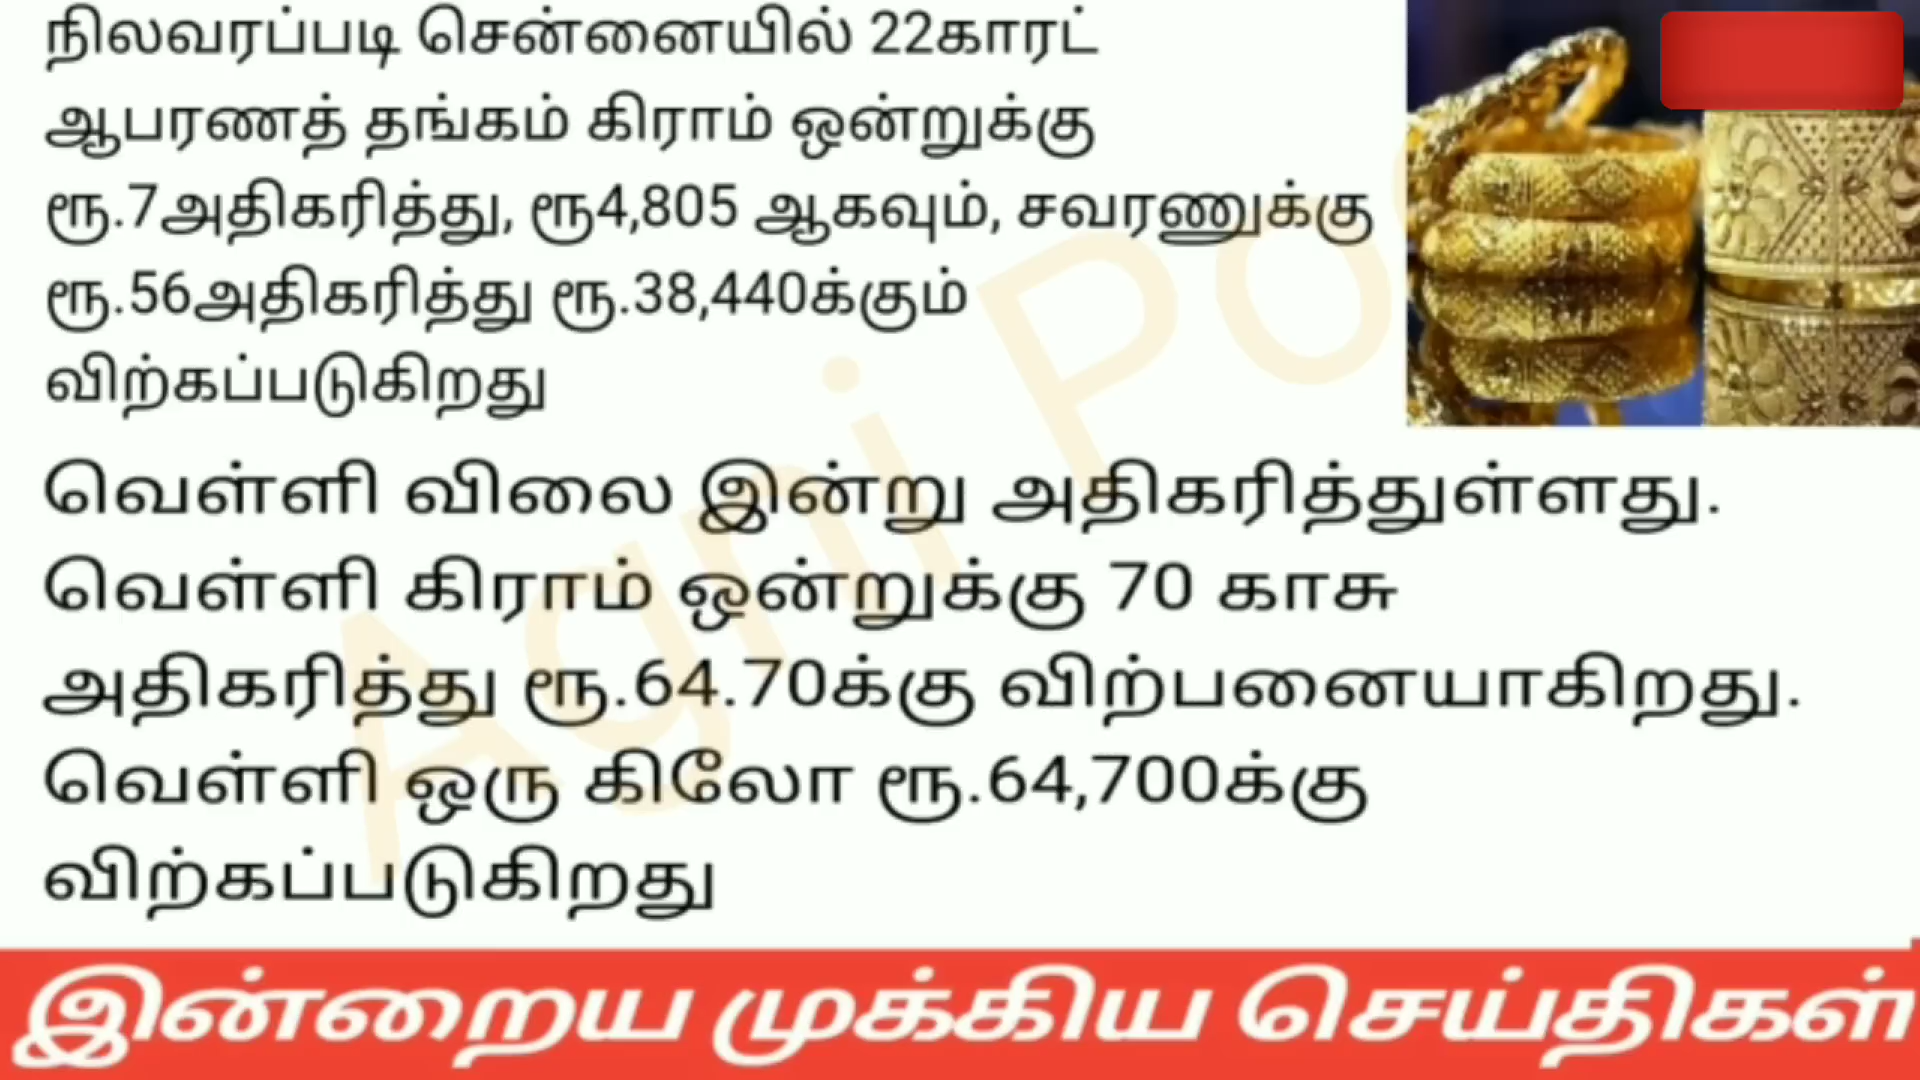 நிலவரப்படி சென்னையில் 22காரட்
ஆபரணத் தங்கம் கிராம் ஒன்றுக்கு
ரூ.7அதிகரித்து, ரூ4,805 ஆகவும், சவரணுக்கு
ரூ.56அதிகரித்து ரூ.38,440க்கும்
விற்கப்படுகிறது
வெள்ளி விலை இன்று அதிகரித்துள்ளது.
வெள்ளி கிராம் ஒன்றுக்கு 70 காசு
அதிகரித்து ரூ.64.70க்கு விற்பனையாகிறது.
வெள்ளி ஒரு கிலோ ரூ.64,700க்கு
விற்கப்படுகிறது
Agni
இன்றைய முக்கிய செய்திகள்